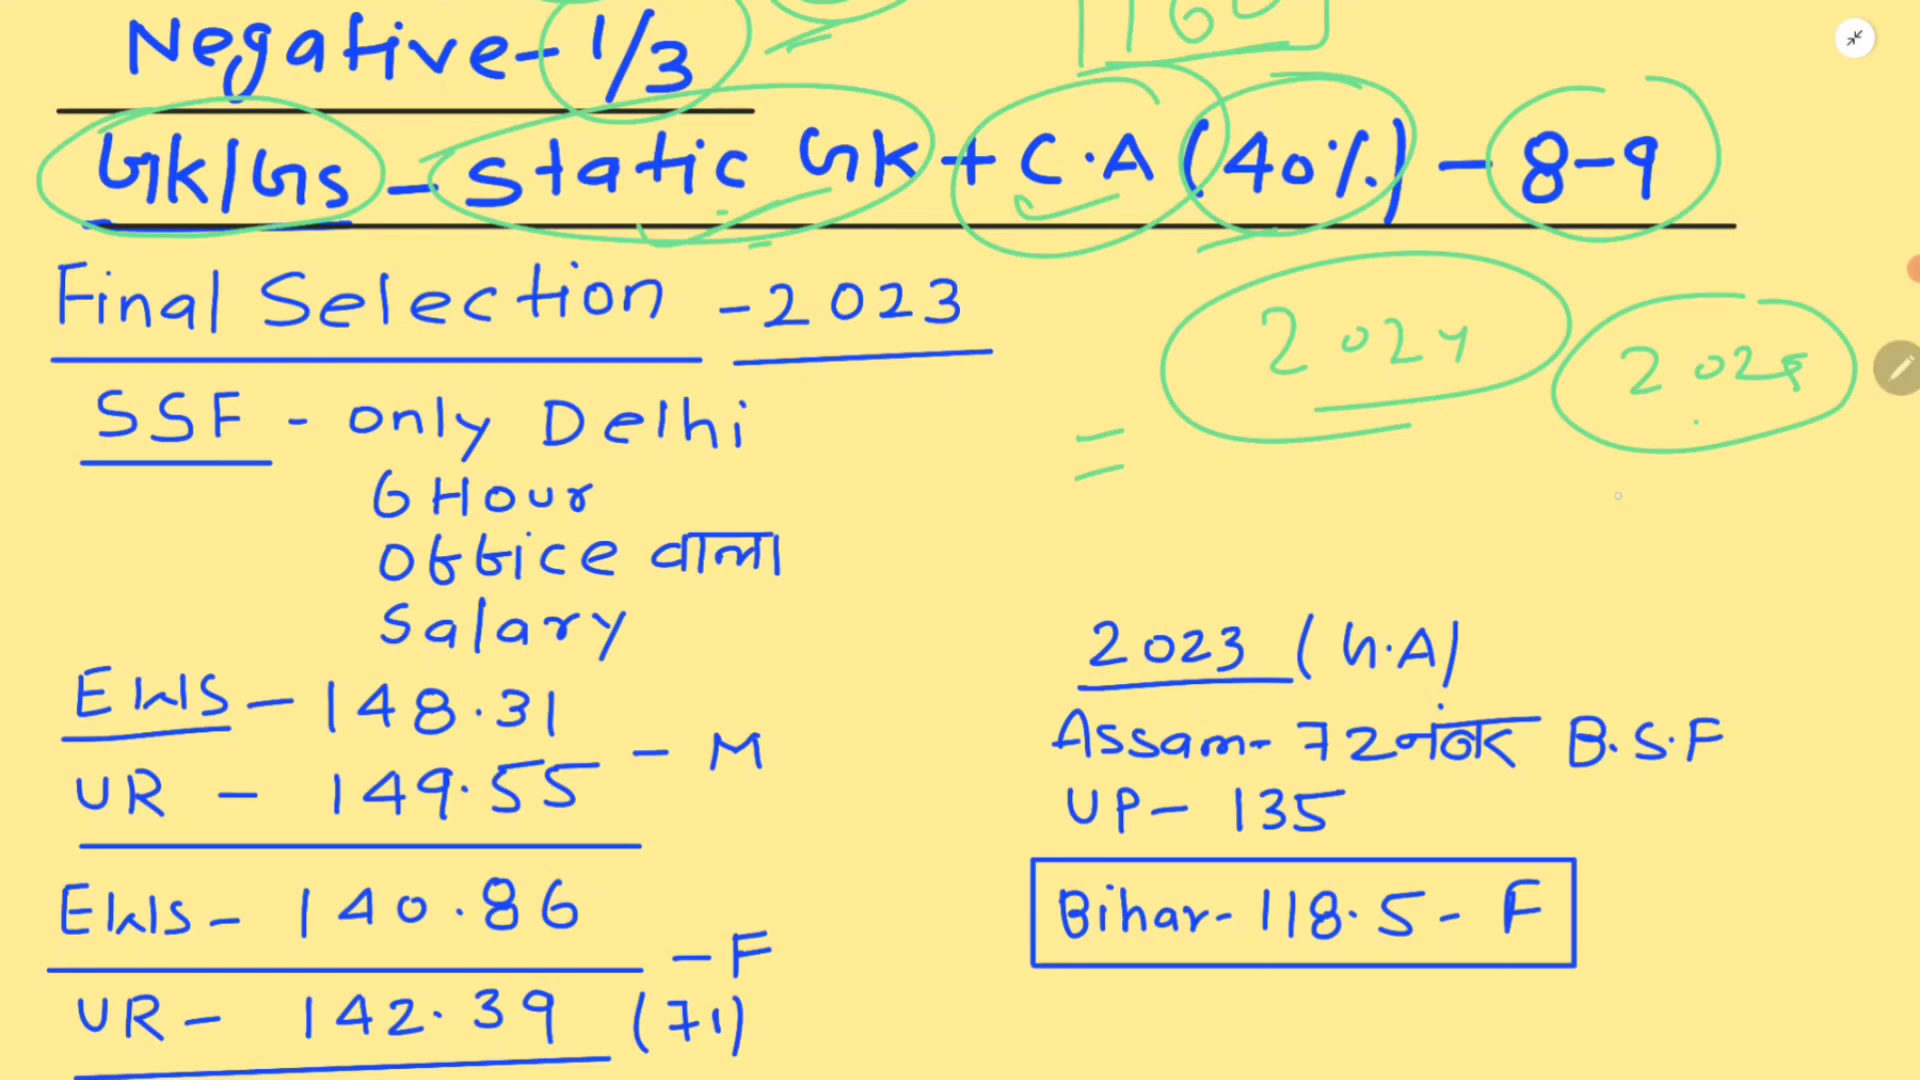 160
Negative- 1/3
GK/GS - Static GK + C.A (40%) - 8-9
Final Selection - 2023
2024
2025
SSF - only Delhi
6 Hour
office वाला
Salary
EWS - 148.31
UR - 149.55 - M
EWS - 140.86
- F
UR - 142.39 (71)
2023 (G.A)
Assam- 72 नंबर B.S.F
UP- 135
Bihar- 118.5 - F